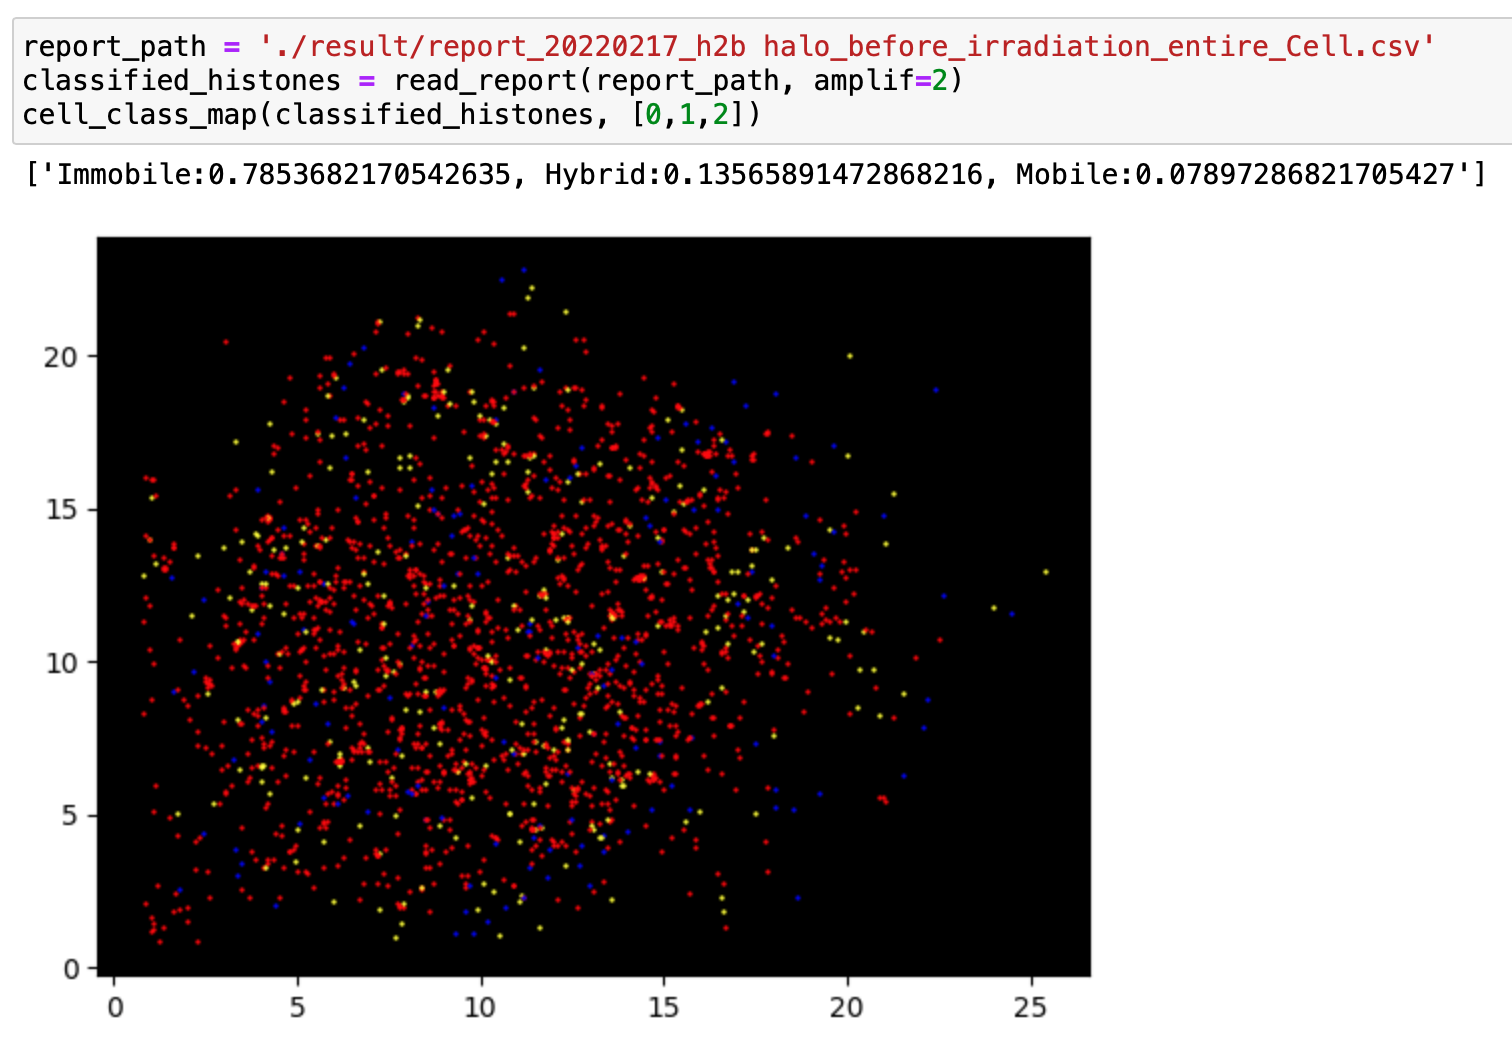 report_path = './result/report_20220217_h2b halo_before_irradiation_entire_Cell.csv'
classified_histones = read_report(report_path, amplif=2)
cell_class_map(classified_histones, [0,1,2])
['Immobile:0.7853682170542635, Hybrid:0.13565891472868216, Mobile:0.07897286821705427']
20
15
10
5
0
0 5 10 15 20 25